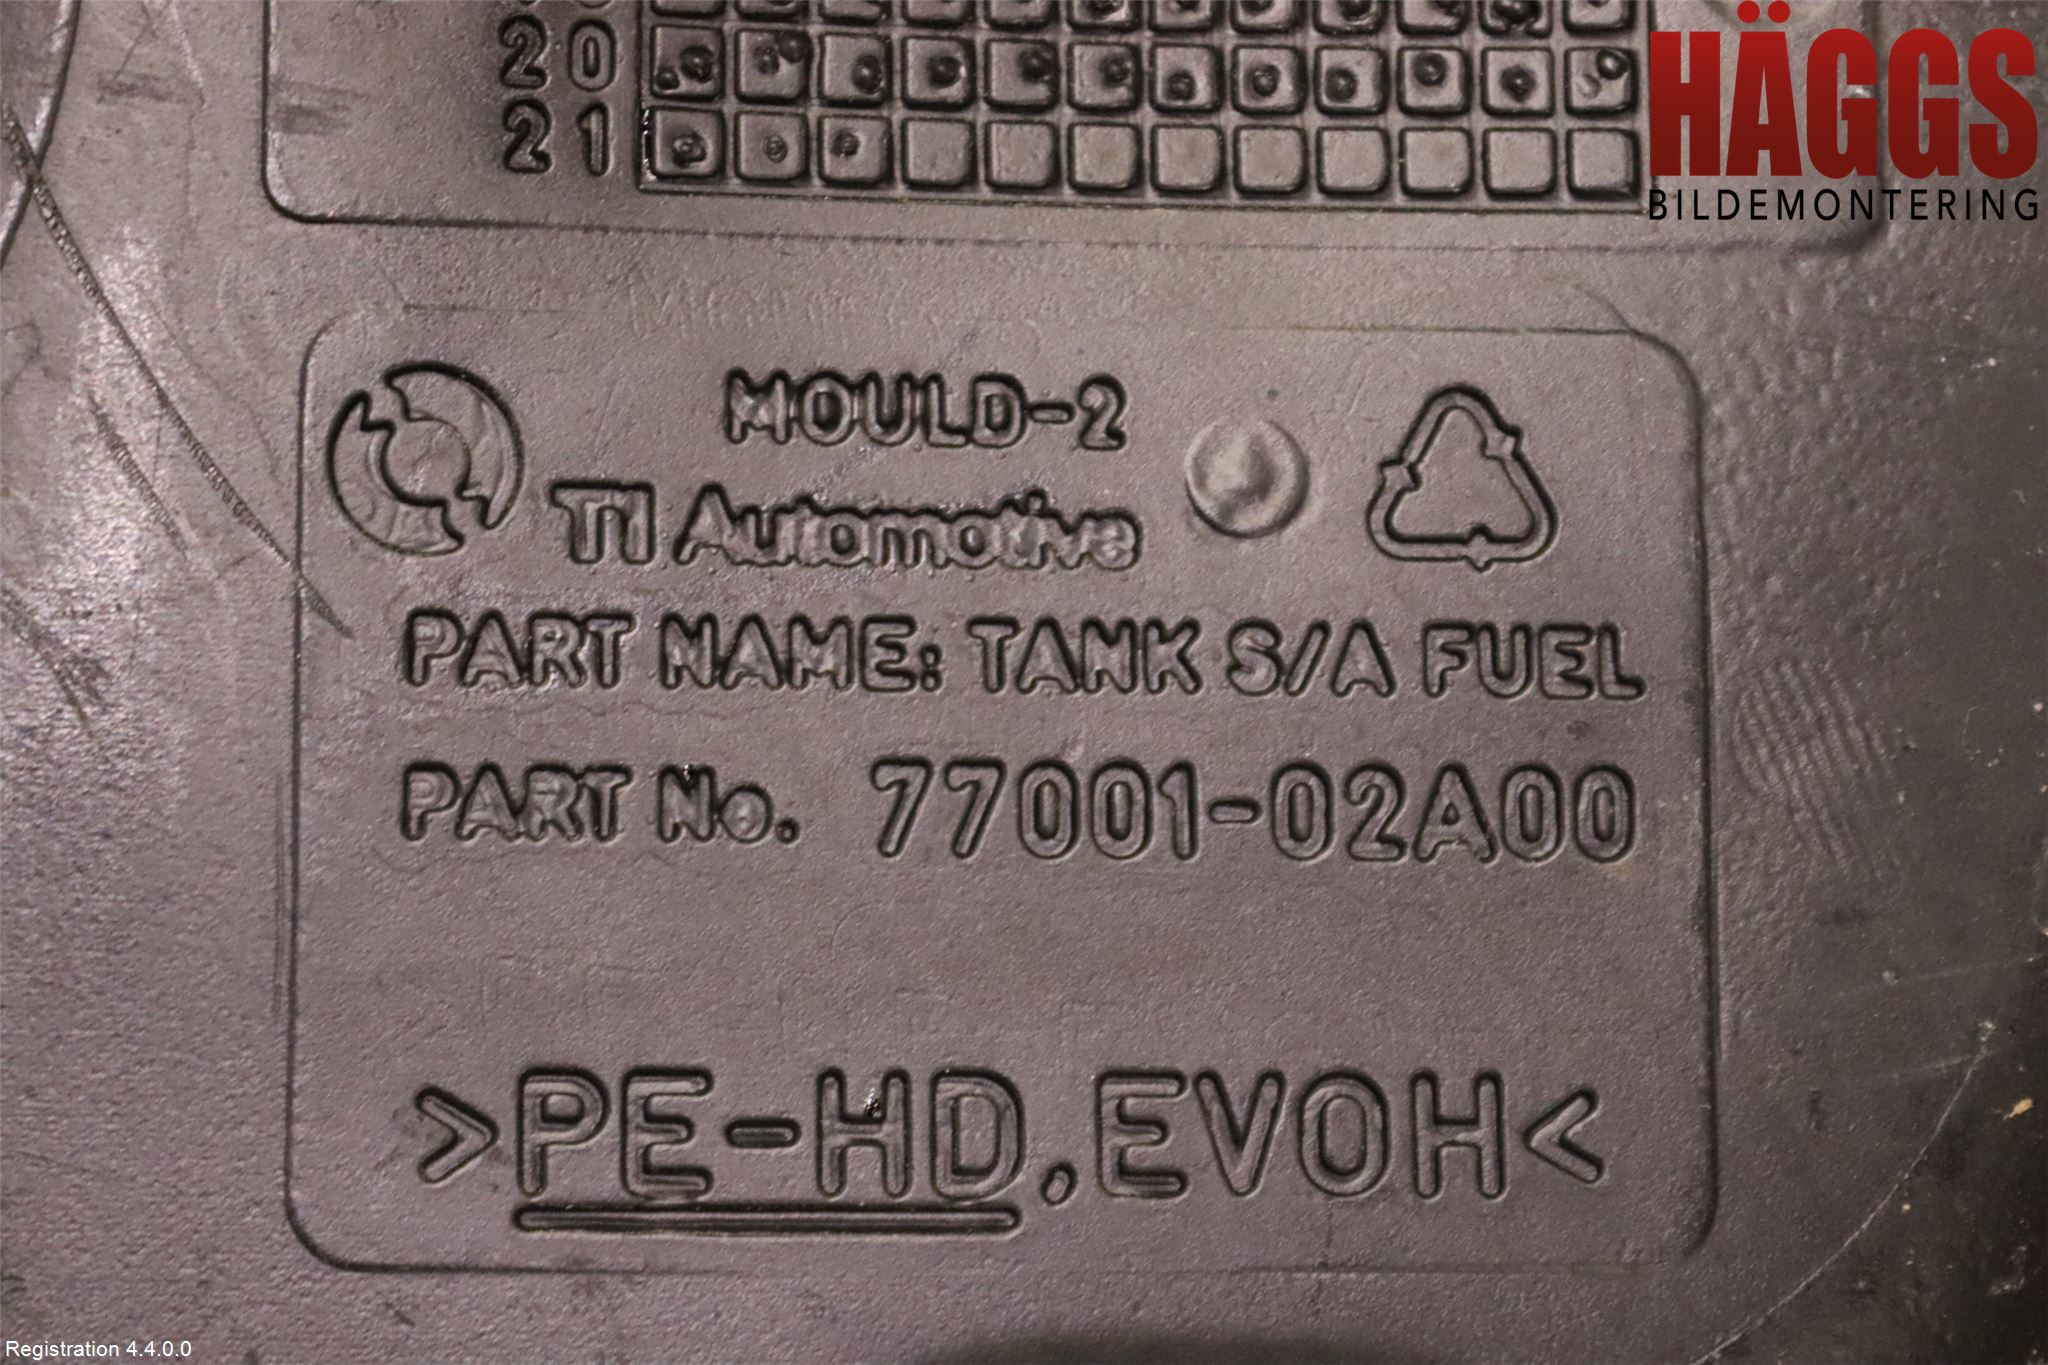 HÄGGS
BILDEMONTERING
20
21
MOULD-2
TI Automotive
PART NAME: TANK S/A FUEL
PART No. 77001-02A00
>PE-HD,EVOH<
Registration 4.4.0.0